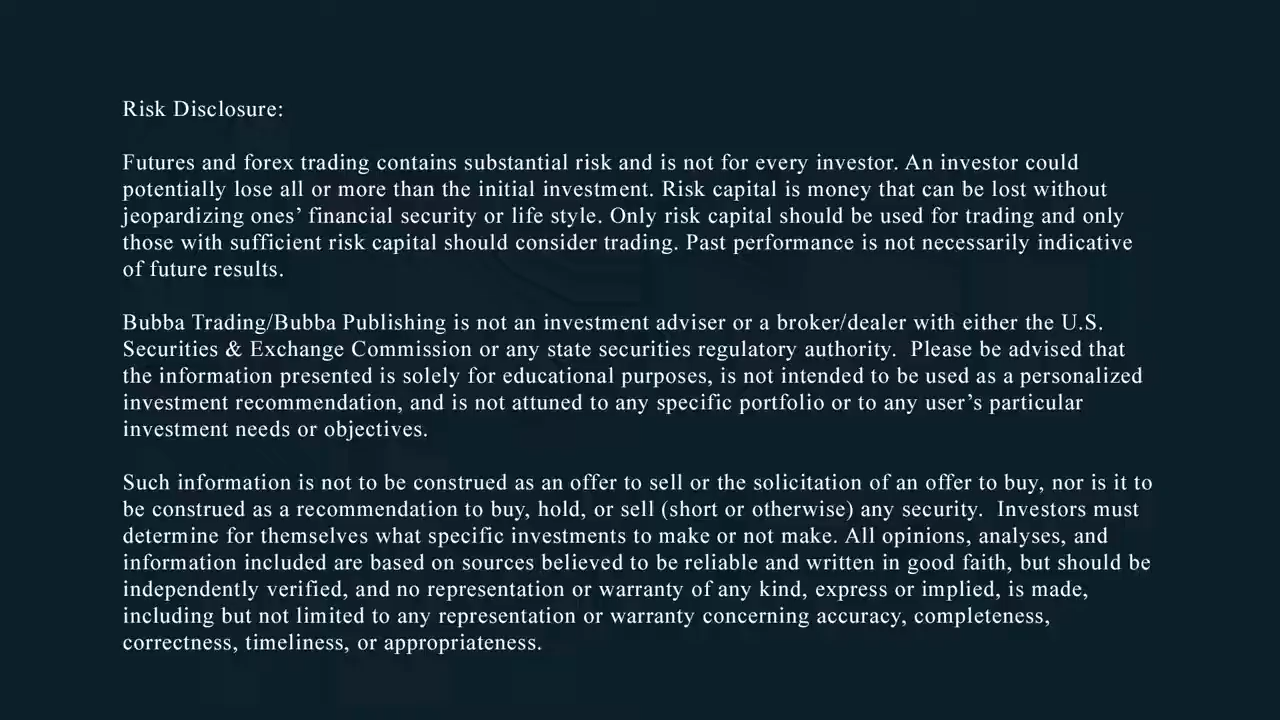 Risk Disclosure:
Futures and forex trading contains substantial risk and is not for every investor. An investor could
potentially lose all or more than the initial investment. Risk capital is money that can be lost without
jeopardizing ones’ financial security or life style. Only risk capital should be used for trading and only
those with sufficient risk capital should consider trading. Past performance is not necessarily indicative
of future results.
Bubba Trading/Bubba Publishing is not an investment adviser or a broker/dealer with either the U.S.
Securities & Exchange Commission or any state securities regulatory authority.  Please be advised that
the information presented is solely for educational purposes, is not intended to be used as a personalized
investment recommendation, and is not attuned to any specific portfolio or to any user’s particular
investment needs or objectives.
Such information is not to be construed as an offer to sell or the solicitation of an offer to buy, nor is it to
be construed as a recommendation to buy, hold, or sell (short or otherwise) any security.  Investors must
determine for themselves what specific investments to make or not make. All opinions, analyses, and
information included are based on sources believed to be reliable and written in good faith, but should be
independently verified, and no representation or warranty of any kind, express or implied, is made,
including but not limited to any representation or warranty concerning accuracy, completeness,
correctness, timeliness, or appropriateness.